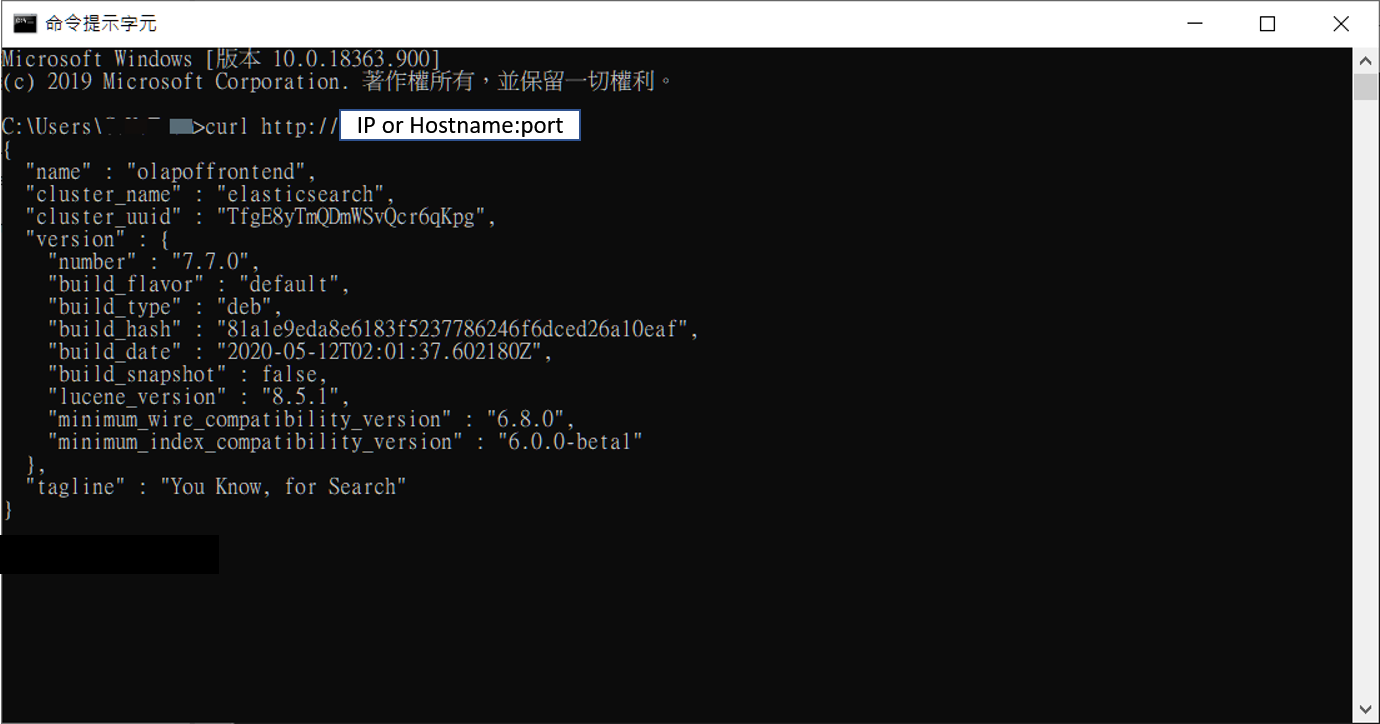 命令提示字元
Microsoft Windows [版本 10.0.18363.900]
(c) 2019 Microsoft Corporation. 著作權所有，並保留一切權利。
C:\Users\ >curl http:// IP or Hostname:port
{
"name" : "olapoffrontend",
"cluster_name" : "elasticsearch",
"cluster_uuid" : "TfgE8yTmQDmWSvQcr6qKpg",
"version" : {
"number" : "7.7.0",
"build_flavor" : "default",
"build_type" : "deb",
"build_hash" : "81a1e9eda8e6183f5237786246f6dced26a10eaf",
"build_date" : "2020-05-12T02:01:37.602180Z",
"build_snapshot" : false,
"lucene_version" : "8.5.1",
"minimum_wire_compatibility_version" : "6.8.0",
"minimum_index_compatibility_version" : "6.0.0-beta1"
},
"tagline" : "You Know, for Search"
}